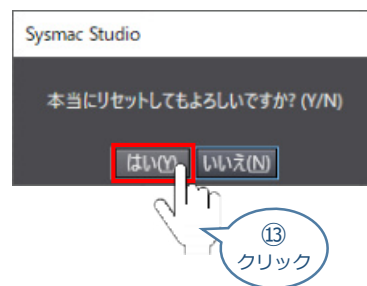 Sysmac Studio
本当にリセットしてもよろしいですか? (Y/N)
はい(Y) いいえ(N)
⑬
クリック